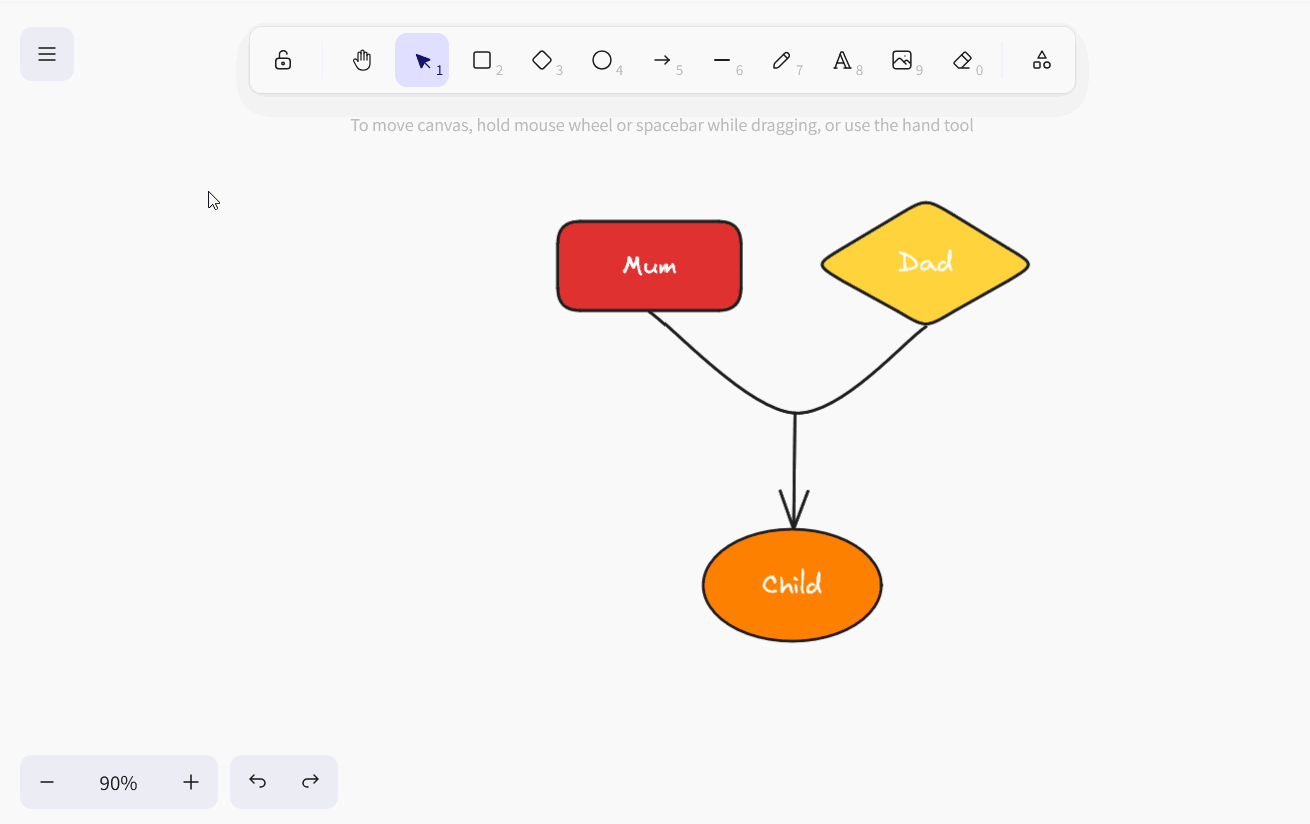 1 2 3 4 5 6 7 8 9 0
To move canvas, hold mouse wheel or spacebar while dragging, or use the hand tool
Mum
Dad
Child
90%